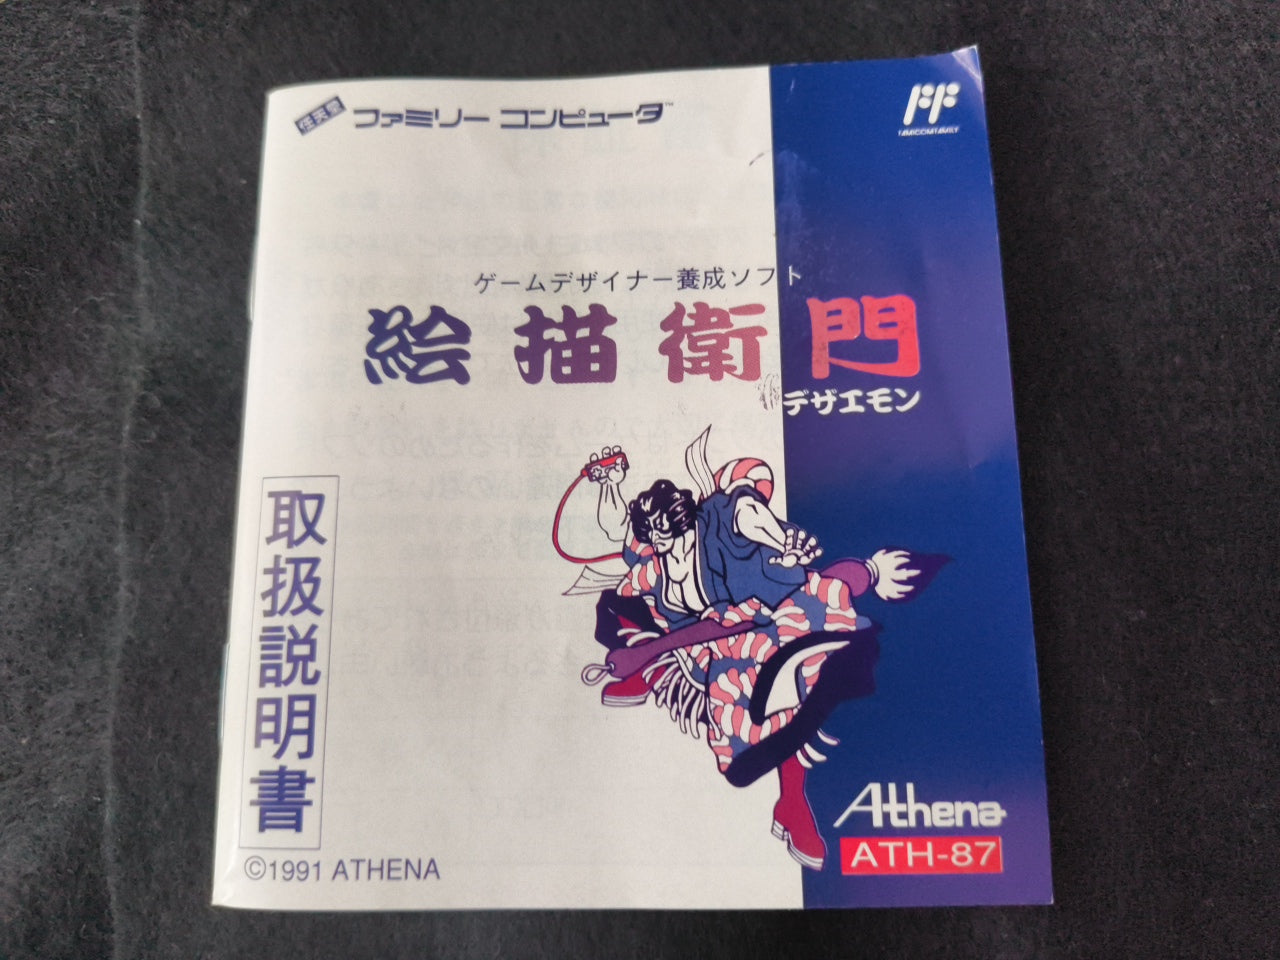 任天堂 ファミリー コンピュータ™
FAMICOM FAMILY
ゲームデザイナー養成ソフト
絵描衛門
デザエモン
取扱説明書
Athena
ATH-87
©1991 ATHENA